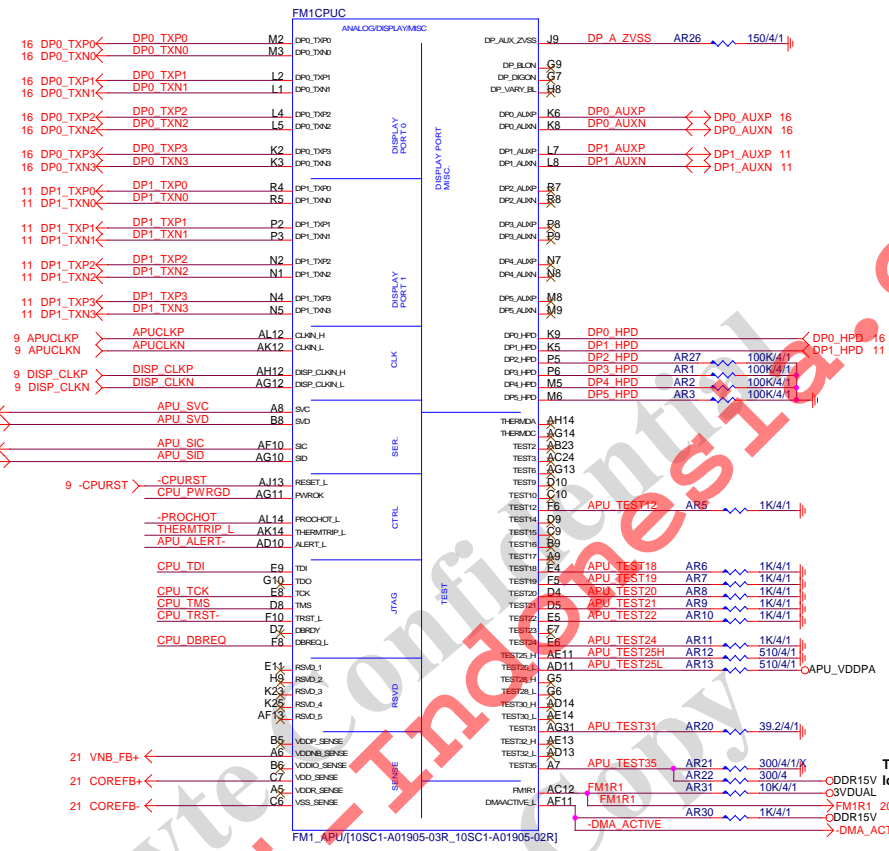 FM1CPUC
ANALOG/DISPLAY/MISC
16 DP0_TXP0 DP0_TXP0 M2 DP0_TXP0
16 DP0_TXN0 DP0_TXN0 M3 DP0_TXN0
16 DP0_TXP1 DP0_TXP1 L2 DP0_TXP1
16 DP0_TXN1 DP0_TXN1 L1 DP0_TXN1
16 DP0_TXP2 DP0_TXP2 L4 DP0_TXP2
16 DP0_TXN2 DP0_TXN2 L5 DP0_TXN2
16 DP0_TXP3 DP0_TXP3 K2 DP0_TXP3
16 DP0_TXN3 DP0_TXN3 K3 DP0_TXN3
11 DP1_TXP0 DP1_TXP0 R4 DP1_TXP0
11 DP1_TXN0 DP1_TXN0 R5 DP1_TXN0
11 DP1_TXP1 DP1_TXP1 P2 DP1_TXP1
11 DP1_TXN1 DP1_TXN1 P3 DP1_TXN1
11 DP1_TXP2 DP1_TXP2 N2 DP1_TXP2
11 DP1_TXN2 DP1_TXN2 N1 DP1_TXN2
11 DP1_TXP3 DP1_TXP3 N4 DP1_TXP3
11 DP1_TXN3 DP1_TXN3 N5 DP1_TXN3
9 APUCLKP APUCLKP AL12 CLKIN_H
9 APUCLKN APUCLKN AK12 CLKIN_L
9 DISP_CLKP DISP_CLKP AH12 DISP_CLKIN_H
9 DISP_CLKN DISP_CLKN AG12 DISP_CLKIN_L
APU_SVC A8 SVC
APU_SVD B8 SVD
APU_SIC AF10 SIC
APU_SID AG10 SID
9 -CPURST -CPURST AJ13 RESET_L
CPU_PWRGD AG11 PWROK
-PROCHOT AL14 PROCHOT_L
THERMTRIP_L AK14 THERMTRIP_L
APU_ALERT- AD10 ALERT_L
CPU_TDI E9 TDI
G10 TDO
CPU_TCK E8 TCK
CPU_TMS D8 TMS
CPU_TRST- F10 TRST_L
D7 DBRDY
CPU_DBREQ F8 DBREQ_L
E11 RSVD_1
H9 RSVD_2
K23 RSVD_3
K25 RSVD_4
AF13 RSVD_5
B5 VDDP_SENSE
21 VNB_FB+ A6 VDDNB_SENSE
B6 VDDIO_SENSE
21 COREFB+ C7 VDD_SENSE
A5 VDDR_SENSE
21 COREFB- C6 VSS_SENSE
DISPLAY
PORT 0
DISPLAY PORT
MISC.
DISPLAY
PORT 1
CLK
SER.
CTRL
JTAG
TEST
RSVD
SENSE
DP_AUX_ZVSS J9 DP_A_ZVSS AR26 150/4/1
DP_BLON G9
DP_DIGON G7
DP_VARY_BL H8
DP0_AUXP K6 DP0_AUXP DP0_AUXP 16
DP0_AUXN K8 DP0_AUXN DP0_AUXN 16
DP1_AUXP L7 DP1_AUXP DP1_AUXP 11
DP1_AUXN L8 DP1_AUXN DP1_AUXN 11
DP2_AUXP R7
DP2_AUXN R8
DP3_AUXP P8
DP3_AUXN P9
DP4_AUXP N7
DP4_AUXN N8
DP5_AUXP M8
DP5_AUXN M9
DP0_HPD K9 DP0_HPD DP0_HPD 16
DP1_HPD K5 DP1_HPD DP1_HPD 11
DP2_HPD P5 DP2_HPD AR27 100K/4/1
DP3_HPD P6 DP3_HPD AR1 100K/4/1
DP4_HPD M5 DP4_HPD AR2 100K/4/1
DP5_HPD M6 DP5_HPD AR3 100K/4/1
THERMDA AH14
THERMDC AG14
TEST2 AB23
TEST3 AC24
TEST6 AG13
TEST9 D10
TEST10 C10
TEST12 F6 APU_TEST12 AR5 1K/4/1
TEST14 D9
TEST15 C9
TEST16 B9
TEST17 A9
TEST18 E4 APU_TEST18 AR6 1K/4/1
TEST19 F5 APU_TEST19 AR7 1K/4/1
TEST20 D4 APU_TEST20 AR8 1K/4/1
TEST21 D5 APU_TEST21 AR9 1K/4/1
TEST22 E5 APU_TEST22 AR10 1K/4/1
TEST23 F7
TEST24 E6 APU_TEST24 AR11 1K/4/1
TEST25_H AE11 APU_TEST25H AR12 510/4/1
TEST25_L AD11 APU_TEST25L AR13 510/4/1 APU_VDDPA
TEST28_H G5
TEST28_L G6
TEST30_H AD14
TEST30_L AE14
TEST31 AG31 APU_TEST31 AR20 39.2/4/1
TEST32_H AE13
TEST32_L AD13
TEST35 A7 APU_TEST35 AR21 300/4/1/X
AR22 300/4 DDR15V
FM1R1 AC12 FM1R1 AR31 10K/4/1 3VDUAL
FM1R1 FM1R1 20
DMAACTIVE_L AF11 AR30 1K/4/1 DDR15V
-DMA_ACTIVE -DMA_ACT
FM1_APU/[10SC1-A01905-03R_10SC1-A01905-02R]
Confidential
Copy
-Indonesia.